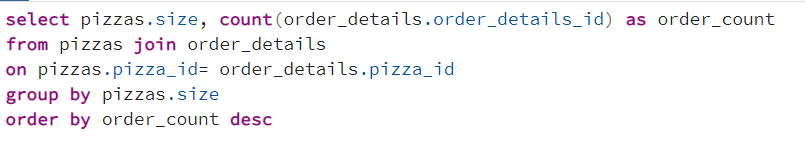 select pizzas.size, count(order_details.order_details_id) as order_count
from pizzas join order_details
on pizzas.pizza_id= order_details.pizza_id
group by pizzas.size
order by order_count desc